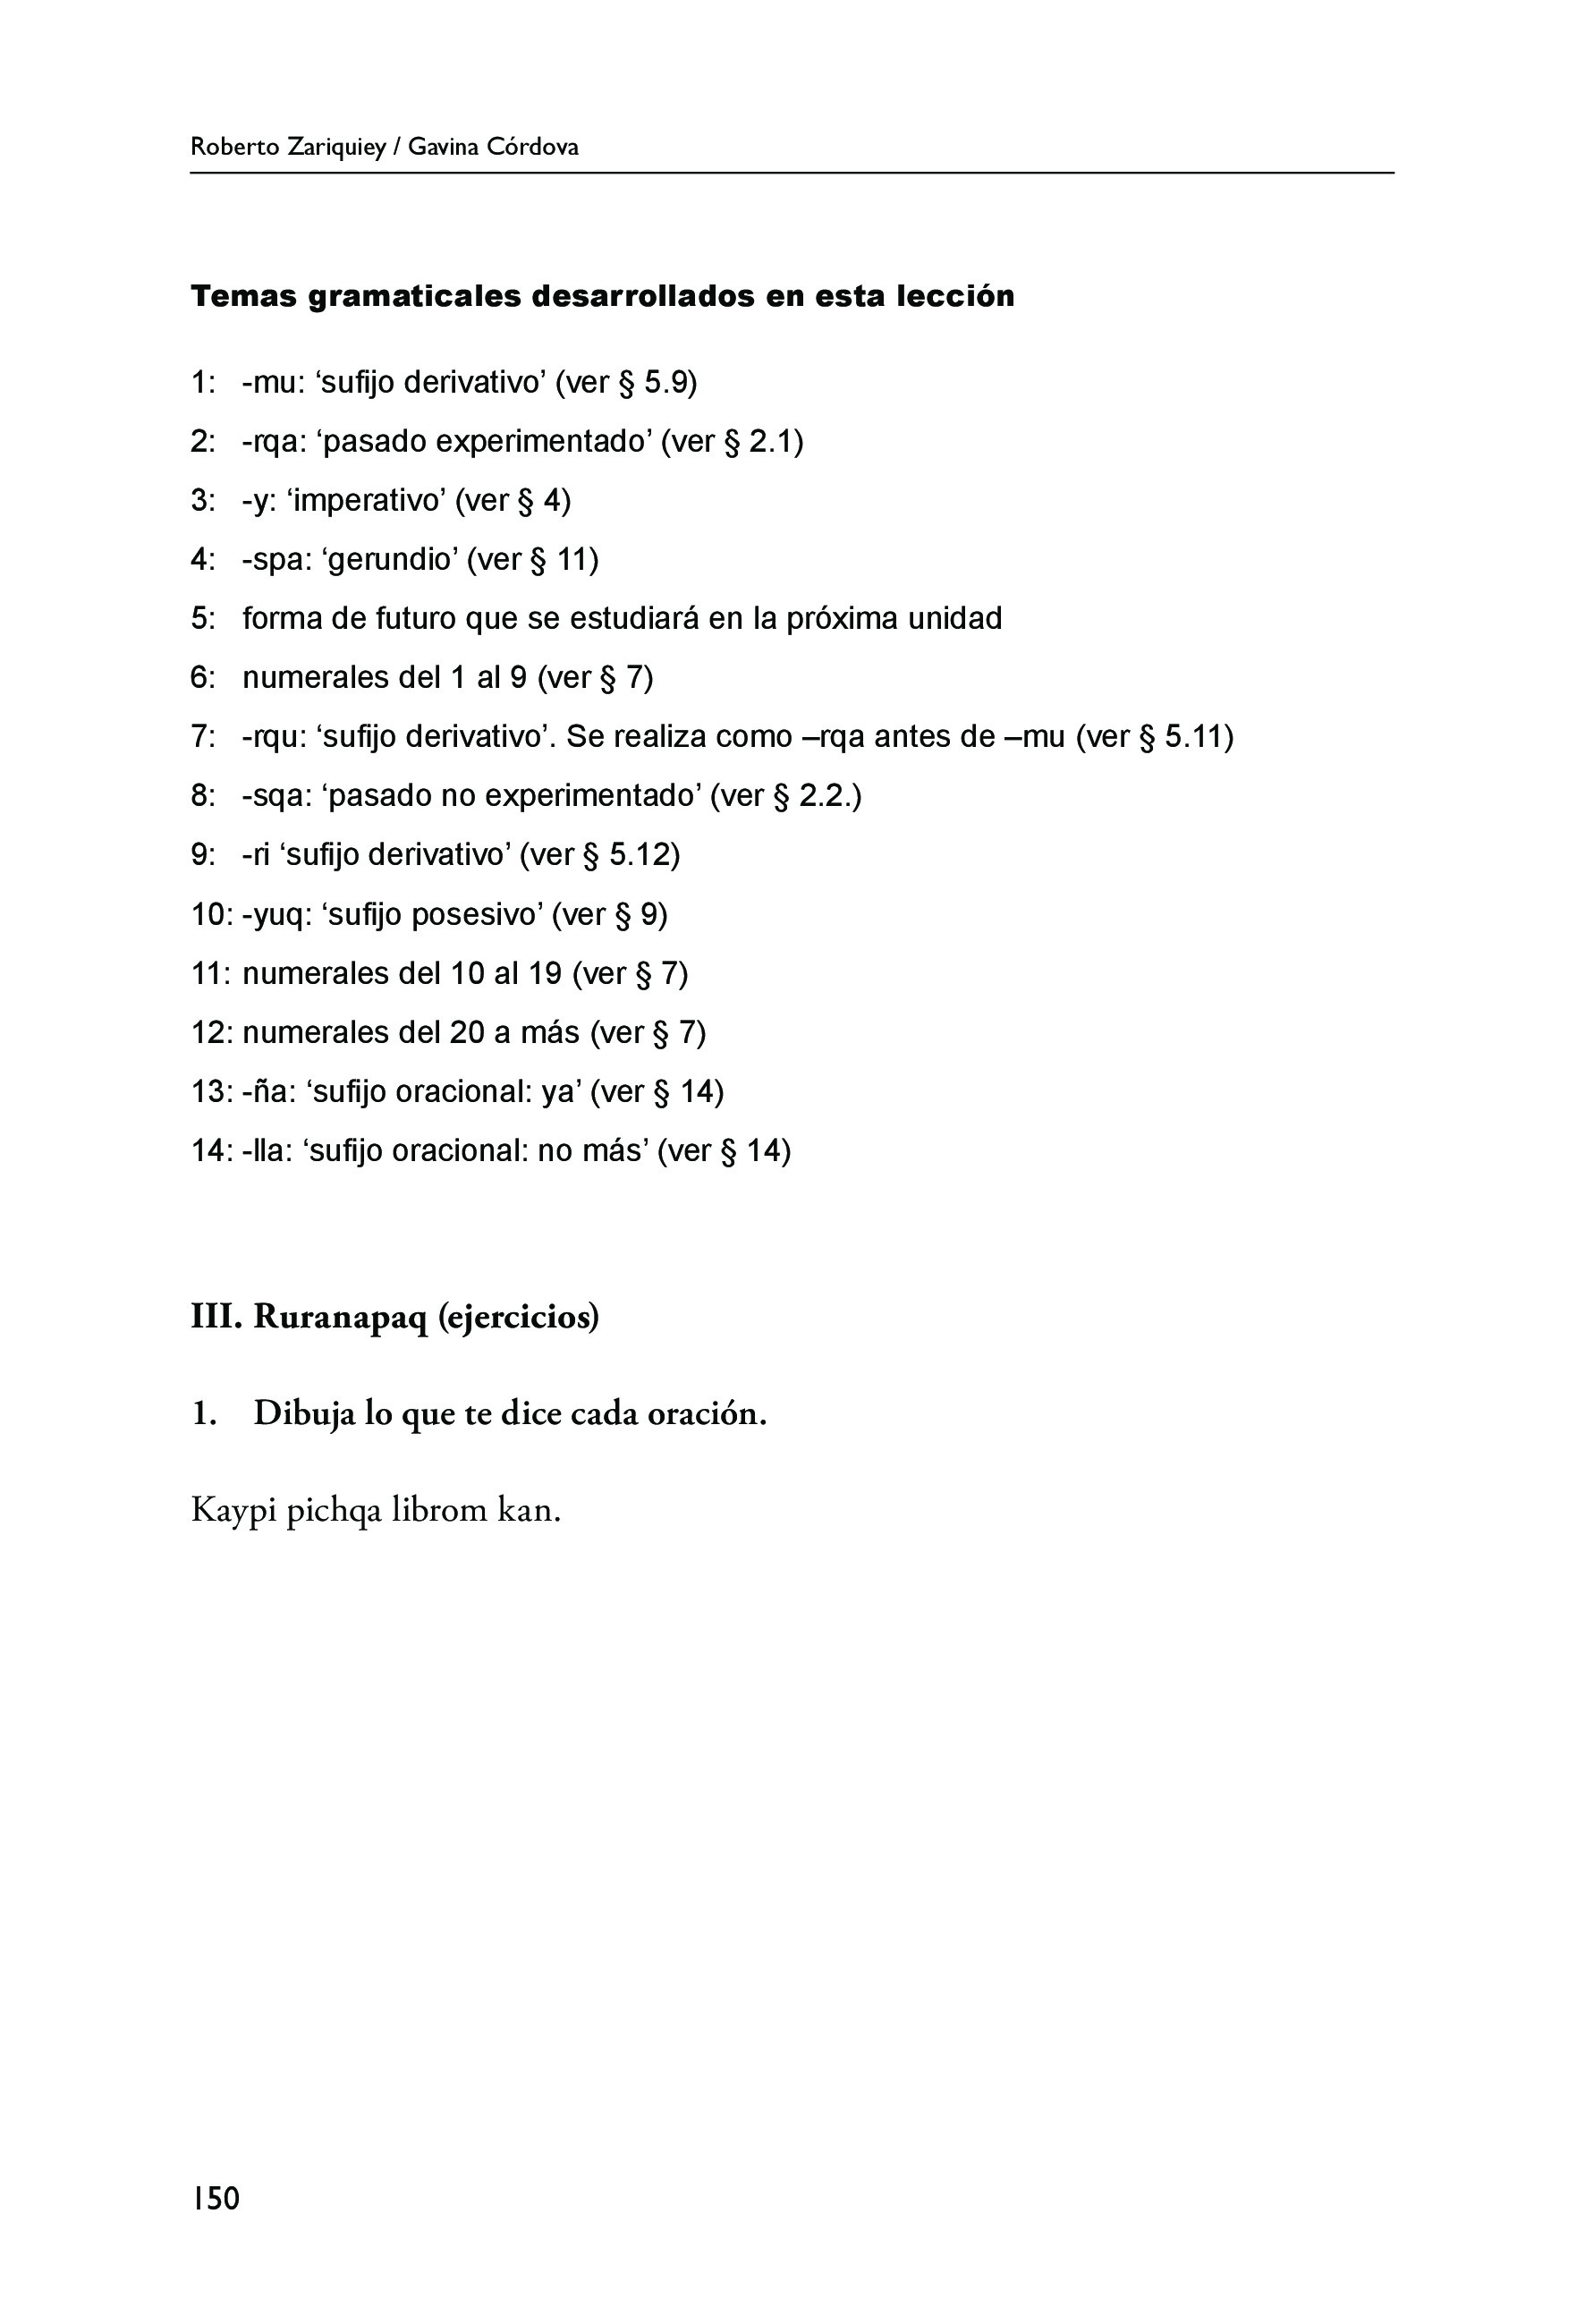 Roberto Zariquiey / Gavina Córdova
Temas gramaticales desarrollados en esta lección
1: -mu: ‘sufijo derivativo’ (ver § 5.9)
2: -rqa: ‘pasado experimentado’ (ver § 2.1)
3: -y: ‘imperativo’ (ver § 4)
4: -spa: ‘gerundio’ (ver § 11)
5: forma de futuro que se estudiará en la próxima unidad
6: numerales del 1 al 9 (ver § 7)
7: -rqu: ‘sufijo derivativo’. Se realiza como –rqa antes de –mu (ver § 5.11)
8: -sqa: ‘pasado no experimentado’ (ver § 2.2.)
9: -ri ‘sufijo derivativo’ (ver § 5.12)
10: -yuq: ‘sufijo posesivo’ (ver § 9)
11: numerales del 10 al 19 (ver § 7)
12: numerales del 20 a más (ver § 7)
13: -ña: ‘sufijo oracional: ya’ (ver § 14)
14: -lla: ‘sufijo oracional: no más’ (ver § 14)
III. Ruranapaq (ejercicios)
1. Dibuja lo que te dice cada oración.
Kaypi pichqa librom kan.
150